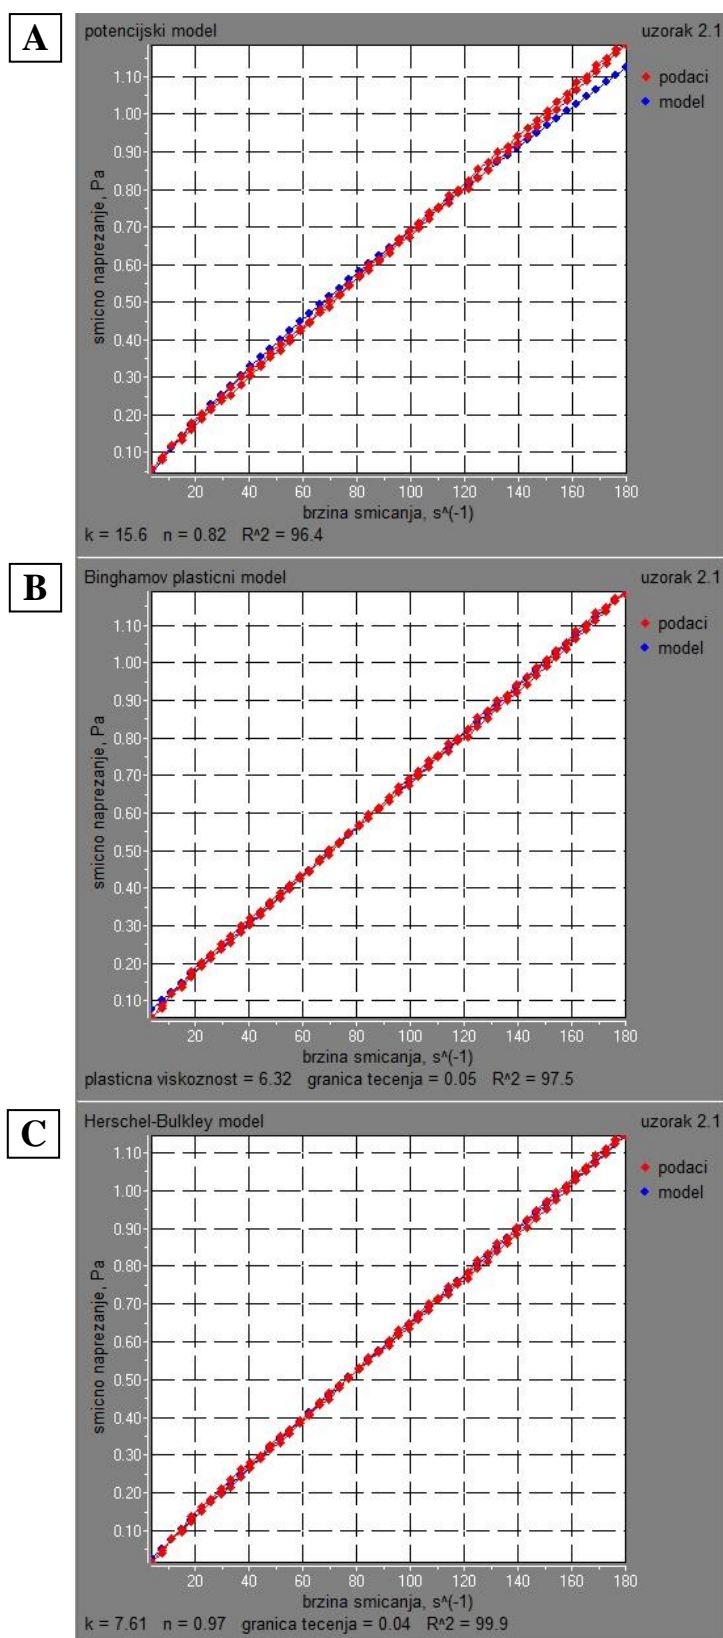 A
potencijski model
uzorak 2.1
podaci
model
smicno naprezanje, Pa
1.10
1.00
0.90
0.80
0.70
0.60
0.50
0.40
0.30
0.20
0.10
20 40 60 80 100 120 140 160 180
brzina smicanja, s^(-1)
k = 15.6 n = 0.82 R^2 = 96.4
B
Binghamov plasticni model
uzorak 2.1
podaci
model
smicno naprezanje, Pa
1.10
1.00
0.90
0.80
0.70
0.60
0.50
0.40
0.30
0.20
0.10
20 40 60 80 100 120 140 160 180
brzina smicanja, s^(-1)
plasticna viskoznost = 6.32 granica tecenja = 0.05 R^2 = 97.5
C
Herschel-Bulkley model
uzorak 2.1
podaci
model
smicno naprezanje, Pa
1.10
1.00
0.90
0.80
0.70
0.60
0.50
0.40
0.30
0.20
0.10
20 40 60 80 100 120 140 160 180
brzina smicanja, s^(-1)
k = 7.61 n = 0.97 granica tecenja = 0.04 R^2 = 99.9